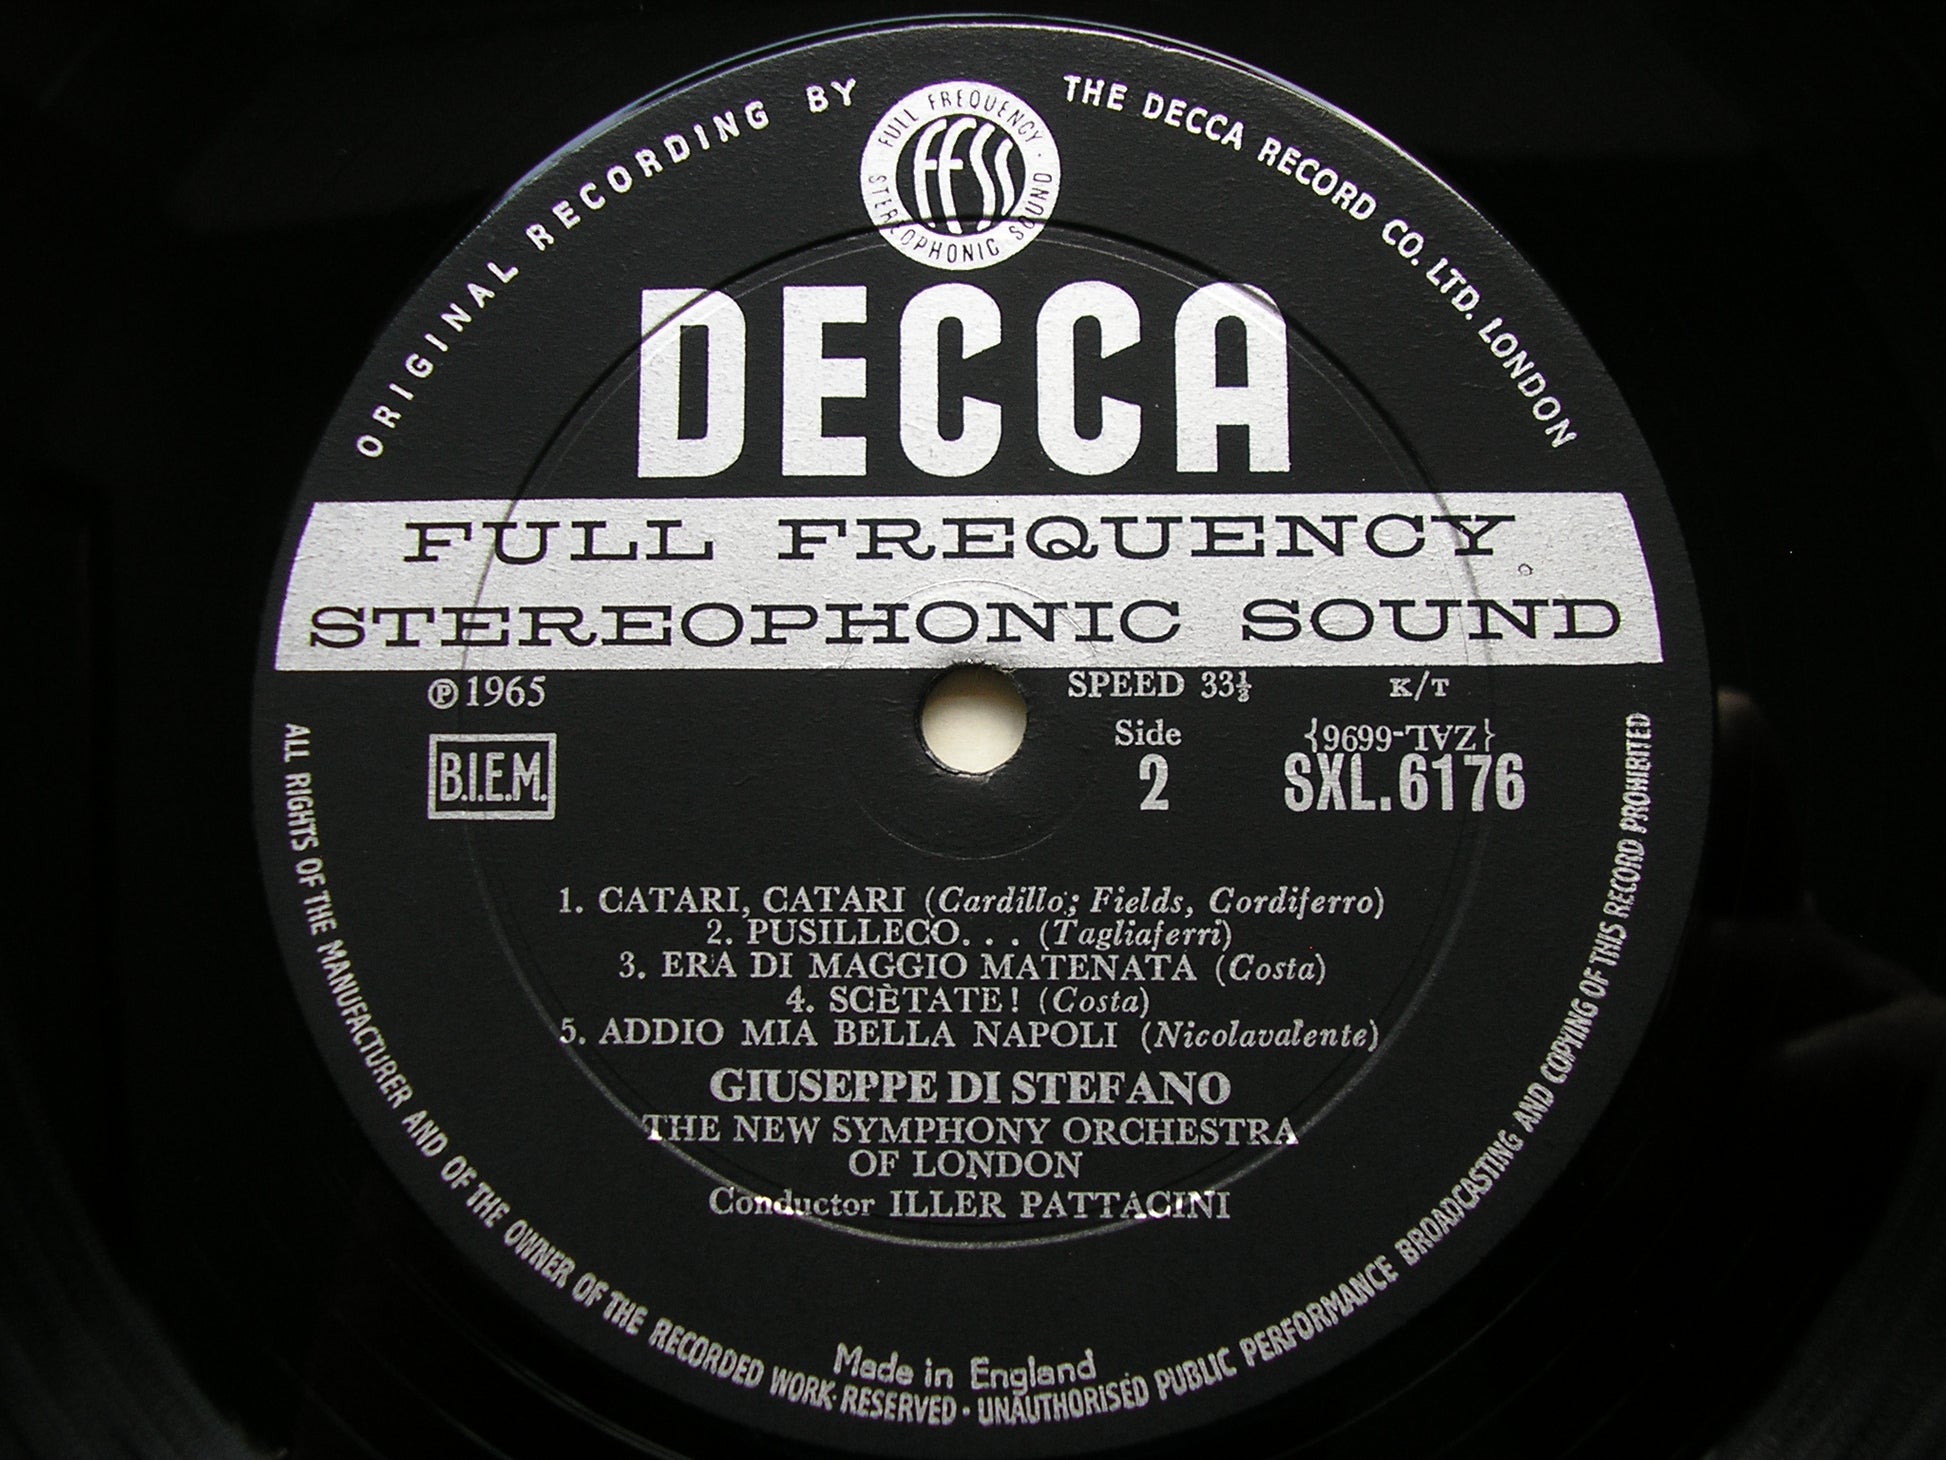 ORIGINAL RECORDING BY
THE DECCA RECORD CO. LTD. LONDON
FULL FREQUENCY · STEREOPHONIC SOUND
FFSS
DECCA
FULL FREQUENCY
STEREOPHONIC SOUND
℗1965
SPEED 33⅓
K/T
B.I.E.M.
Side
2
{ZAL-6699}
SXL.6176
1. CATARI, CATARI (Cardillo; Fields, Cordiferro)
2. PUSILLECO. . . (Tagliaferri)
3. ERA DI MAGGIO MATENATA (Costa)
4. SCÈTATE! (Costa)
5. ADDIO MIA BELLA NAPOLI (Nicolavalente)
GIUSEPPE DI STEFANO
THE NEW SYMPHONY ORCHESTRA
OF LONDON
Conductor ILLER PATTACINI
Made in England
ALL RIGHTS OF THE MANUFACTURER AND OF THE OWNER OF THE RECORDED WORK·RESERVED · UNAUTHORISED PUBLIC PERFORMANCE BROADCASTING AND COPYING OF THIS RECORD PROHIBITED